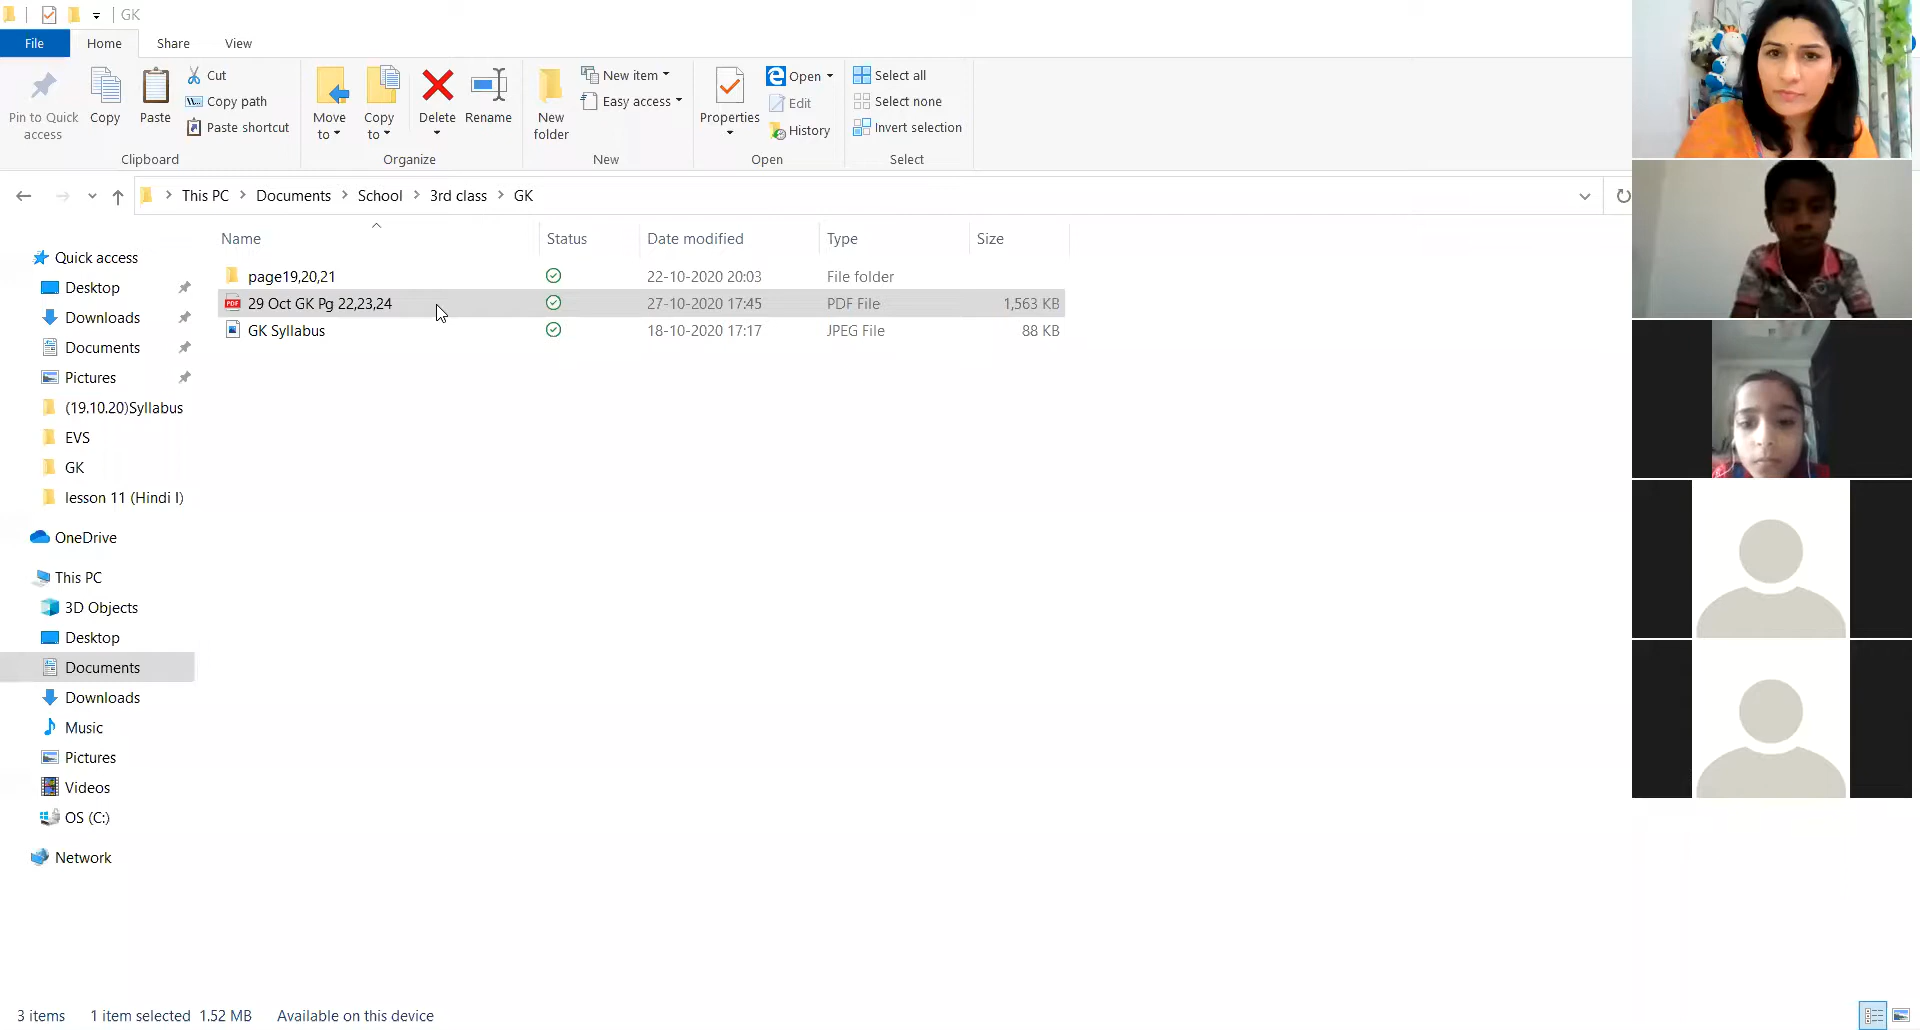 GK
File Home Share View
Pin to Quick access
Copy
Paste
Cut
Copy path
Paste shortcut
Clipboard
Move to
Copy to
Delete
Rename
Organize
New folder
New item
Easy access
New
Properties
Open
Edit
History
Open
Select all
Select none
Invert selection
Select
This PC > Documents > School > 3rd class > GK
Name Status Date modified Type Size
page19,20,21 22-10-2020 20:03 File folder
29 Oct GK Pg 22,23,24 27-10-2020 17:45 PDF File 1,563 KB
GK Syllabus 18-10-2020 17:17 JPEG File 88 KB
Quick access
Desktop
Downloads
Documents
Pictures
(19.10.20)Syllabus
EVS
GK
lesson 11 (Hindi I)
OneDrive
This PC
3D Objects
Desktop
Documents
Downloads
Music
Pictures
Videos
OS (C:)
Network
3 items 1 item selected 1.52 MB Available on this device